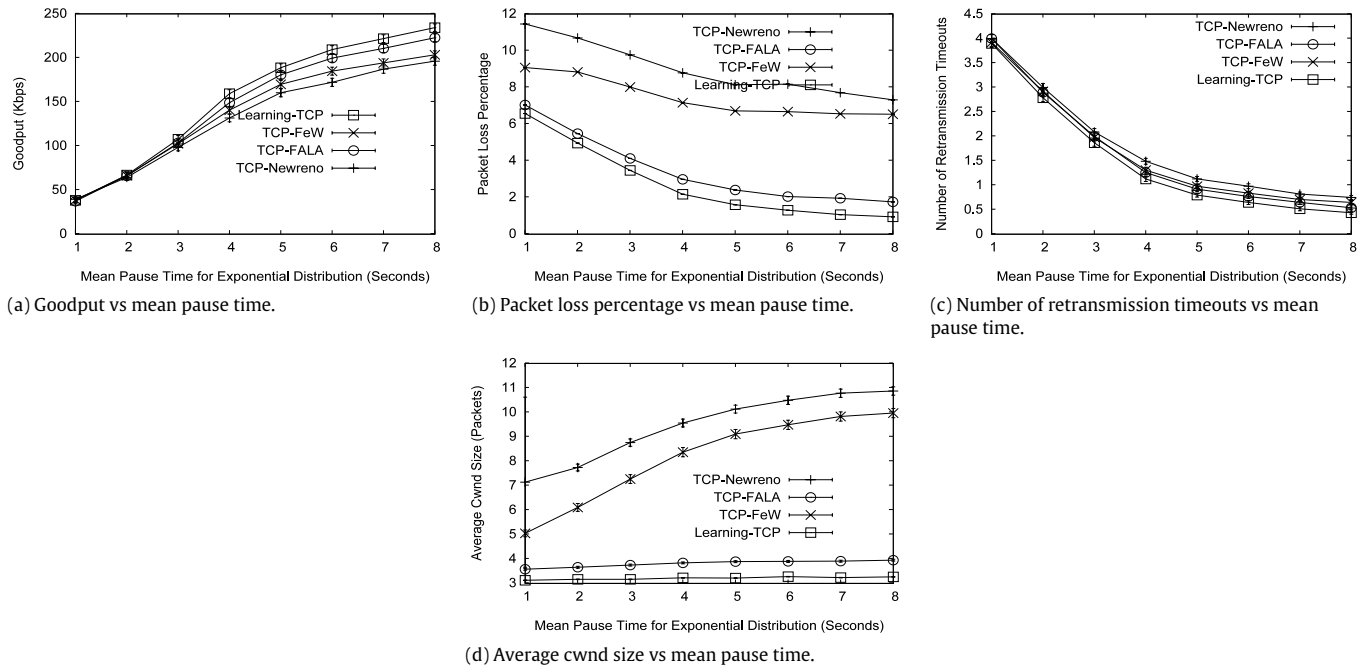 250
200
150
100
50
0
Goodput (Kbps)
Learning-TCP
TCP-FeW
TCP-FALA
TCP-Newreno
1 2 3 4 5 6 7 8
Mean Pause Time for Exponential Distribution (Seconds)
(a) Goodput vs mean pause time.
12
10
8
6
4
2
0
Packet Loss Percentage
TCP-Newreno
TCP-FALA
TCP-FeW
Learning-TCP
1 2 3 4 5 6 7 8
Mean Pause Time for Exponential Distribution (Seconds)
(b) Packet loss percentage vs mean pause time.
4.5
4
3.5
3
2.5
2
1.5
1
0.5
0
Number of Retransmission Timeouts
TCP-Newreno
TCP-FALA
TCP-FeW
Learning-TCP
1 2 3 4 5 6 7 8
Mean Pause Time for Exponential Distribution (Seconds)
(c) Number of retransmission timeouts vs mean
pause time.
12
11
10
9
8
7
6
5
4
3
Average Cwnd Size (Packets)
TCP-Newreno
TCP-FALA
TCP-FeW
Learning-TCP
1 2 3 4 5 6 7 8
Mean Pause Time for Exponential Distribution (Seconds)
(d) Average cwnd size vs mean pause time.